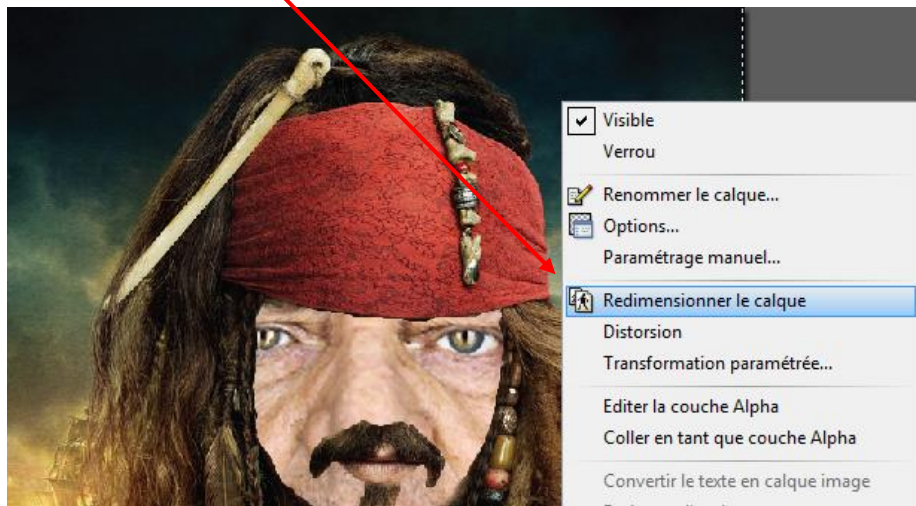 Visible
Verrou
Renommer le calque...
Options...
Paramétrage manuel...
Redimensionner le calque
Distorsion
Transformation paramétrée...
Editer la couche Alpha
Coller en tant que couche Alpha
Convertir le texte en calque image